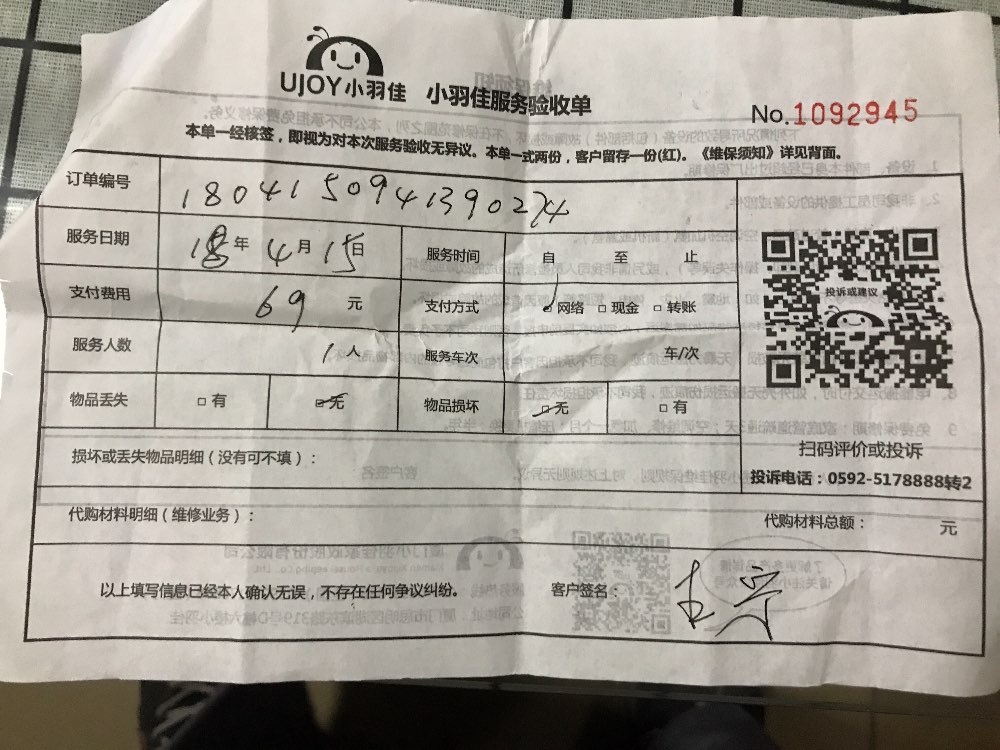 UJOY小羽佳 小羽佳服务验收单
No.1092945
本单一经核签，即视为对本次服务验收无异议。本单一式两份，客户留存一份(红)。《维保须知》详见背面。
订单编号 180415094139024
服务日期 18年4月15日 服务时间 自 至 止
支付费用 69元 支付方式 网络 □现金 □转账
投诉或建议
服务人数 1人 服务车次 车/次
物品丢失 □有 □无 物品损坏 □无 □有
扫码评价或投诉
损坏或丢失物品明细（没有可不填）：
投诉电话：0592-5178888转2
代购材料明细（维修业务）： 代购材料总额： 元
以上填写信息已经本人确认无误，不存在任何争议纠纷。 客户签名：